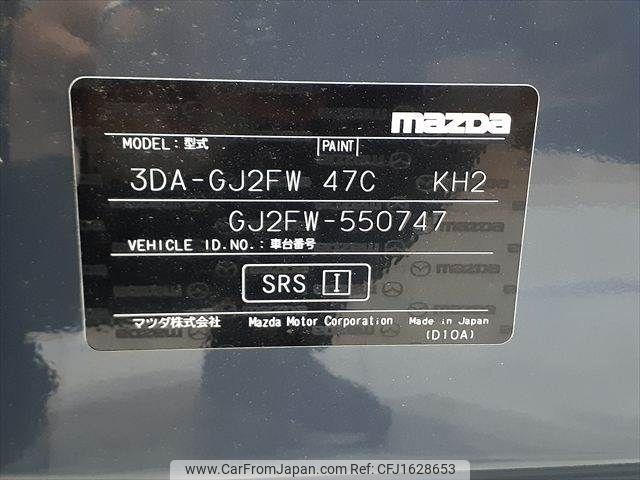 mazda
MODEL: 型式 PAINT
3DA-GJ2FW 47C KH2
GJ2FW-550747
VEHICLE ID.NO.: 車台番号
SRS I
マツダ株式会社 Mazda Motor Corporation Made in Japan
(D10A)
www.CarFromJapan.com | ID: CFJ1628653